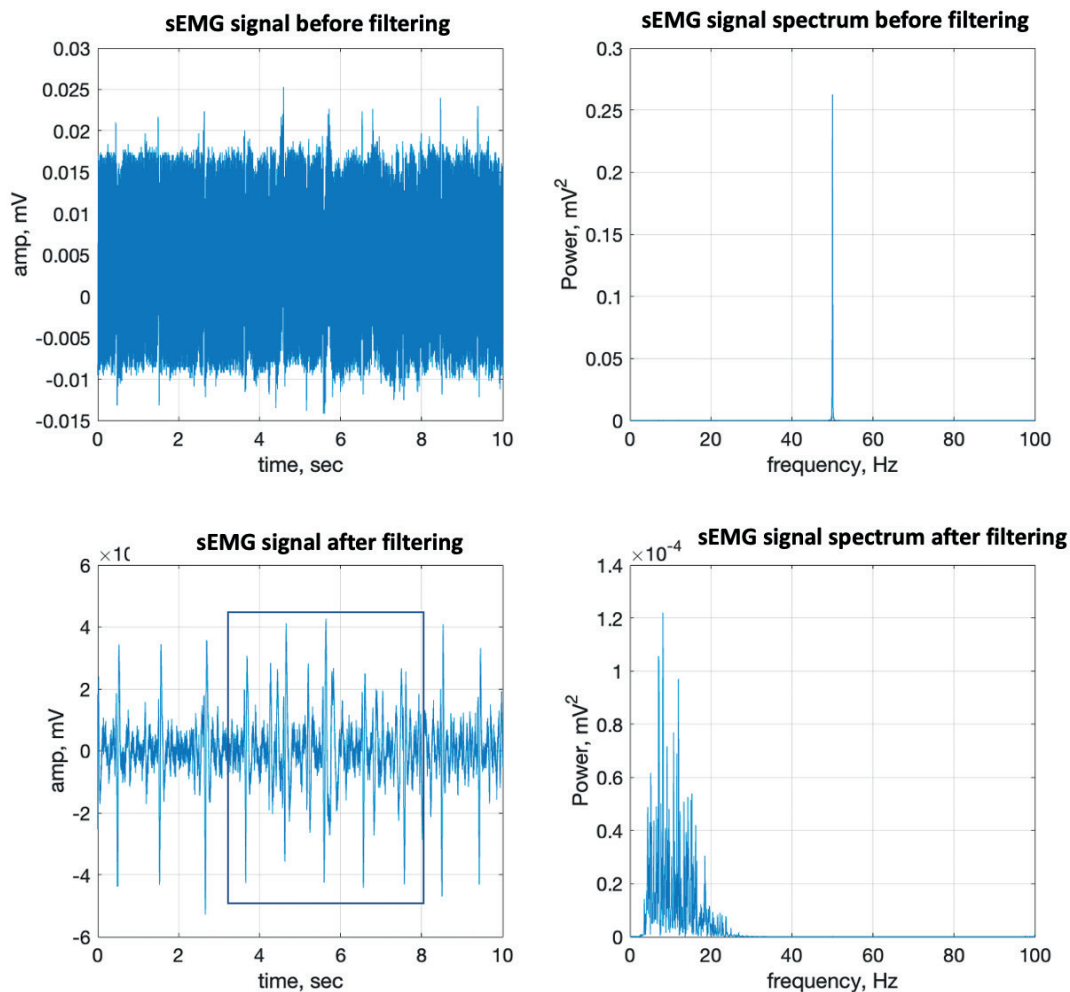 sEMG signal before filtering
0.03
0.025
0.02
0.015
0.01
0.005
0
-0.005
-0.01
-0.015
amp, mV
0 2 4 6 8 10
time, sec
sEMG signal spectrum before filtering
0.3
0.25
0.2
0.15
0.1
0.05
0
Power, mV²
0 20 40 60 80 100
frequency, Hz
sEMG signal after filtering
×10
6
4
2
0
-2
-4
-6
amp, mV
0 2 4 6 8 10
time, sec
sEMG signal spectrum after filtering
×10⁻⁴
1.4
1.2
1
0.8
0.6
0.4
0.2
0
Power, mV²
0 20 40 60 80 100
frequency, Hz